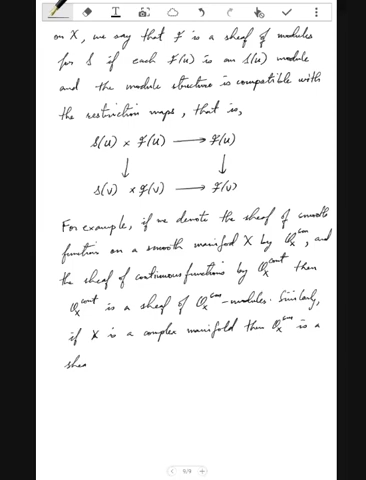 on X, we say that F is a sheaf of modules
for S if each F(U) is an S(U) module
and the module structure is compatible with
the restriction maps, that is,
S(U) × F(U) ⟶ F(U)
↓ ↓
S(V) × F(V) ⟶ F(V)
For example, if we denote the sheaf of smooth
functions on a smooth manifold X by O_X^{sm}, and
the sheaf of continuous functions by O_X^{cont} then
O_X^{cont} is a sheaf of O_X^{sm}-modules. Similarly,
if X is a complex manifold then O_X^{sm} is a
shea
9/9